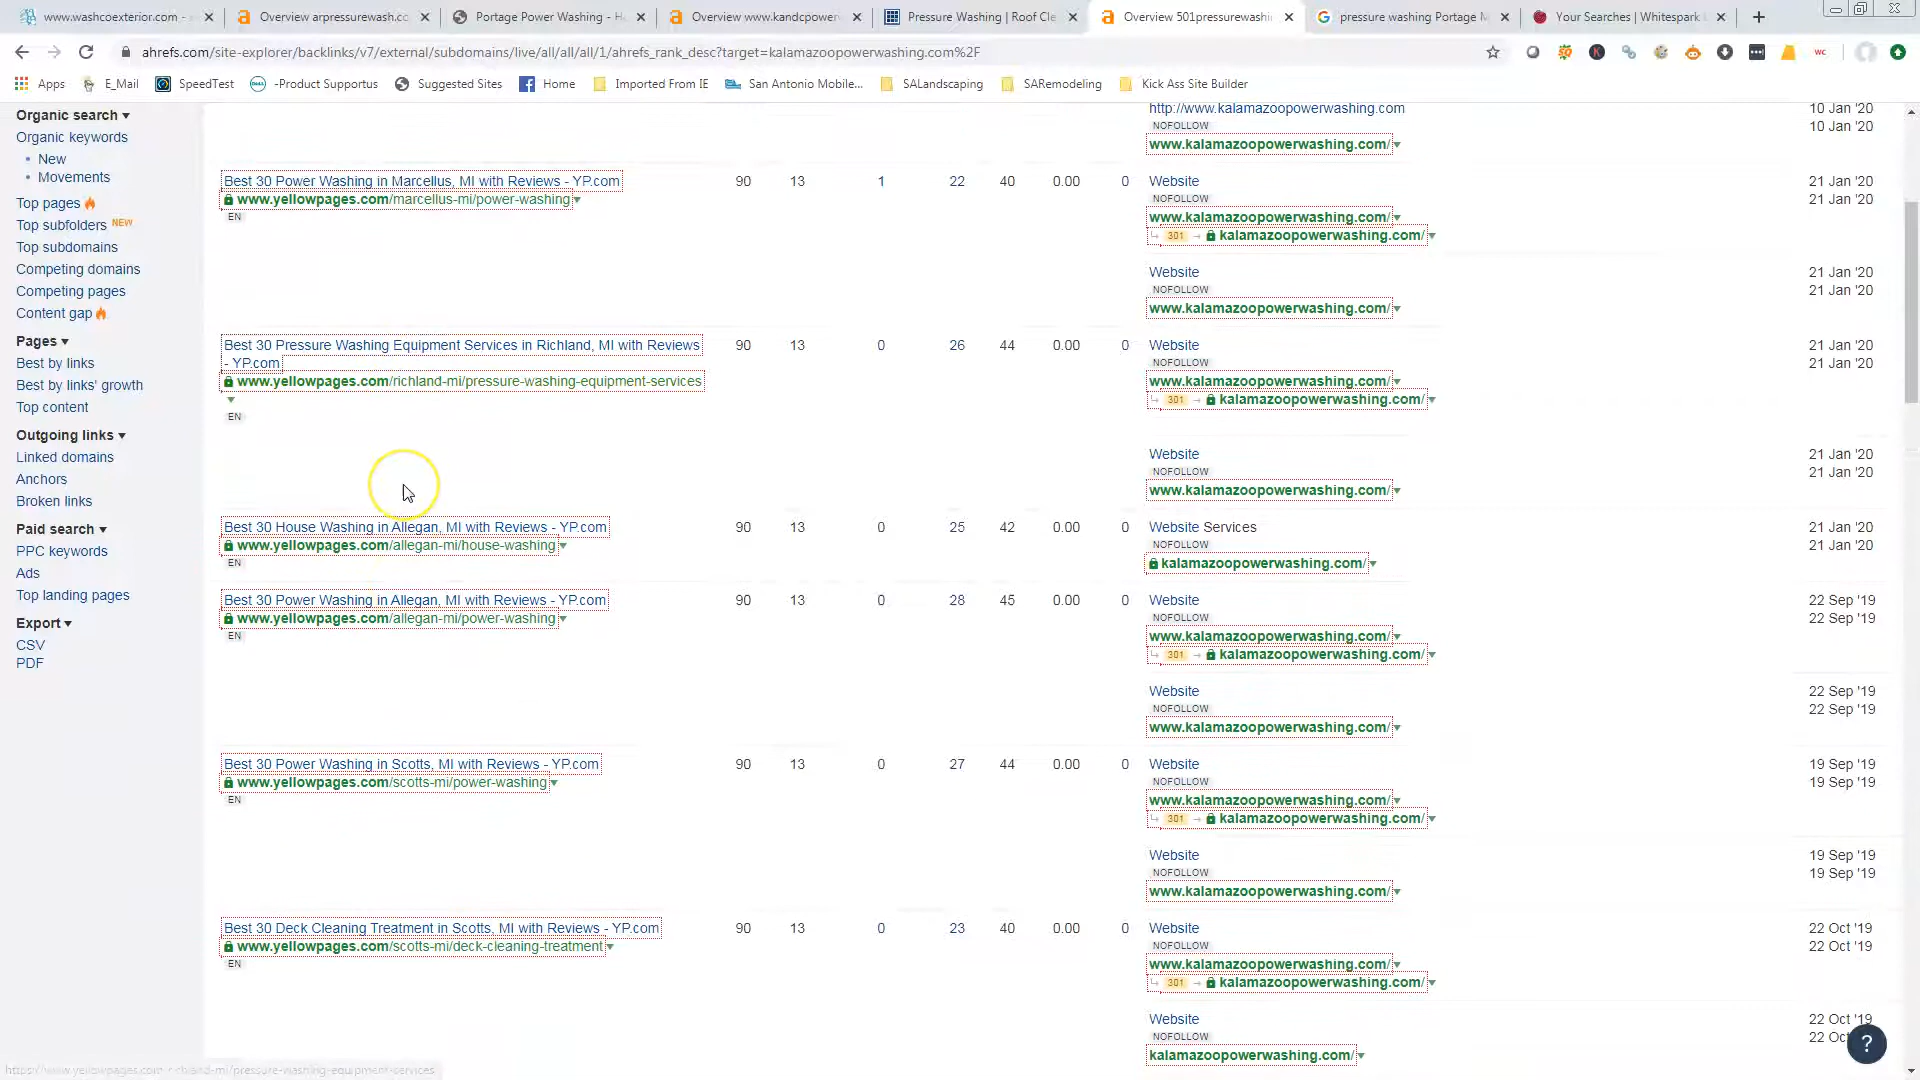 www.washcoexterior.com -
Overview arpressurewash.co
Portage Power Washing - H
Overview www.kandcpower
Pressure Washing | Roof Cle
Overview 501pressurewashi
pressure washing Portage M
Your Searches | Whitespark L
ahrefs.com/site-explorer/backlinks/v7/external/subdomains/live/all/all/all/1/ahrefs_rank_desc?target=kalamazoopowerwashing.com%2F
Apps E_Mail SpeedTest -Product Supportus Suggested Sites Home Imported From IE San Antonio Mobile... SALandscaping SARemodeling Kick Ass Site Builder
Organic search
Organic keywords
New
Movements
Top pages
Top subfolders NEW
Top subdomains
Competing domains
Competing pages
Content gap
Pages
Best by links
Best by links' growth
Top content
Outgoing links
Linked domains
Anchors
Broken links
Paid search
PPC keywords
Ads
Top landing pages
Export
CSV
PDF
http://www.kalamazoopowerwashing.com 10 Jan '20
NOFOLLOW 10 Jan '20
www.kalamazoopowerwashing.com/
Best 30 Power Washing in Marcellus, MI with Reviews - YP.com 90 13 1 22 40 0.00 0 Website 21 Jan '20
www.yellowpages.com/marcellus-mi/power-washing NOFOLLOW 21 Jan '20
EN www.kalamazoopowerwashing.com/
301 → kalamazoopowerwashing.com/
Website 21 Jan '20
NOFOLLOW 21 Jan '20
www.kalamazoopowerwashing.com/
Best 30 Pressure Washing Equipment Services in Richland, MI with Reviews 90 13 0 26 44 0.00 0 Website 21 Jan '20
- YP.com NOFOLLOW 21 Jan '20
www.yellowpages.com/richland-mi/pressure-washing-equipment-services www.kalamazoopowerwashing.com/
301 → kalamazoopowerwashing.com/
EN
Website 21 Jan '20
NOFOLLOW 21 Jan '20
www.kalamazoopowerwashing.com/
Best 30 House Washing in Allegan, MI with Reviews - YP.com 90 13 0 25 42 0.00 0 Website Services 21 Jan '20
www.yellowpages.com/allegan-mi/house-washing NOFOLLOW 21 Jan '20
EN kalamazoopowerwashing.com/
Best 30 Power Washing in Allegan, MI with Reviews - YP.com 90 13 0 28 45 0.00 0 Website 22 Sep '19
www.yellowpages.com/allegan-mi/power-washing NOFOLLOW 22 Sep '19
EN www.kalamazoopowerwashing.com/
301 → kalamazoopowerwashing.com/
Website 22 Sep '19
NOFOLLOW 22 Sep '19
www.kalamazoopowerwashing.com/
Best 30 Power Washing in Scotts, MI with Reviews - YP.com 90 13 0 27 44 0.00 0 Website 19 Sep '19
www.yellowpages.com/scotts-mi/power-washing NOFOLLOW 19 Sep '19
EN www.kalamazoopowerwashing.com/
301 → kalamazoopowerwashing.com/
Website 19 Sep '19
NOFOLLOW 19 Sep '19
www.kalamazoopowerwashing.com/
Best 30 Deck Cleaning Treatment in Scotts, MI with Reviews - YP.com 90 13 0 23 40 0.00 0 Website 22 Oct '19
www.yellowpages.com/scotts-mi/deck-cleaning-treatment NOFOLLOW 22 Oct '19
EN www.kalamazoopowerwashing.com/
301 → kalamazoopowerwashing.com/
Website 22 Oct '19
NOFOLLOW 22 Oc
kalamazoopowerwashing.com/
?
https://www.yellowpages.com/richland-mi/pressure-washing-equipment-services